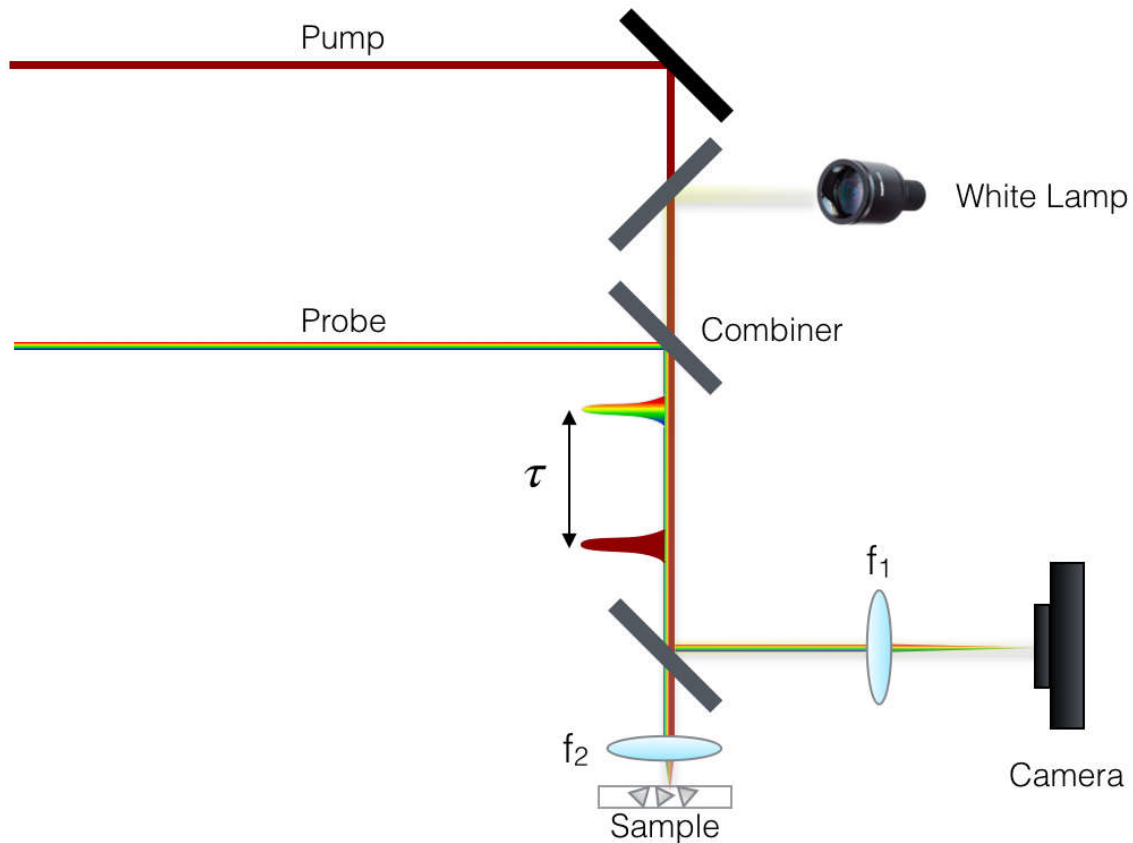 Pump
White Lamp
Probe
Combiner
τ
f₁
f₂
Camera
Sample